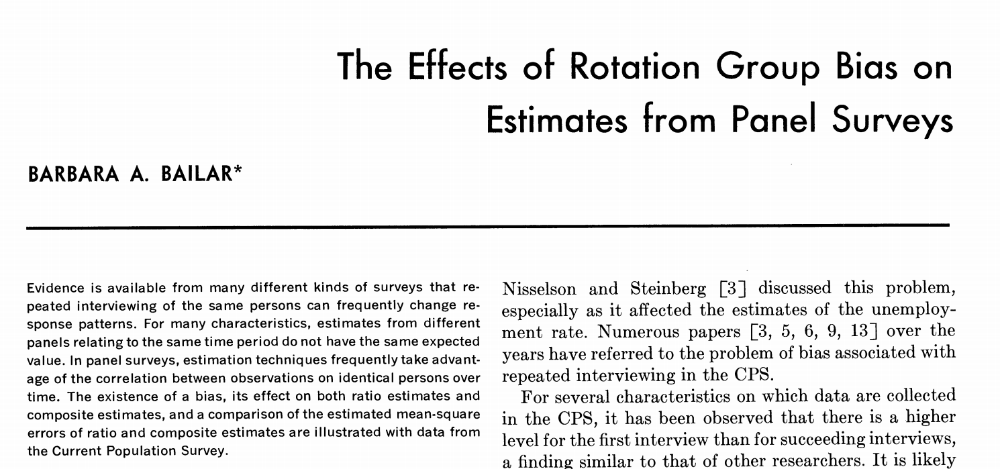 The Effects of Rotation Group Bias on
Estimates from Panel Surveys
BARBARA A. BAILAR*
Evidence is available from many different kinds of surveys that re-
peated interviewing of the same persons can frequently change re-
sponse patterns. For many characteristics, estimates from different
panels relating to the same time period do not have the same expected
value. In panel surveys, estimation techniques frequently take advant-
age of the correlation between observations on identical persons over
time. The existence of a bias, its effect on both ratio estimates and
composite estimates, and a comparison of the estimated mean-square
errors of ratio and composite estimates are illustrated with data from
the Current Population Survey.
Nisselson and Steinberg [3] discussed this problem,
especially as it affected the estimates of the unemploy-
ment rate. Numerous papers [3, 5, 6, 9, 13] over the
years have referred to the problem of bias associated with
repeated interviewing in the CPS.
For several characteristics on which data are collected
in the CPS, it has been observed that there is a higher
level for the first interview than for succeeding interviews,
a finding similar to that of other researchers. It is likely